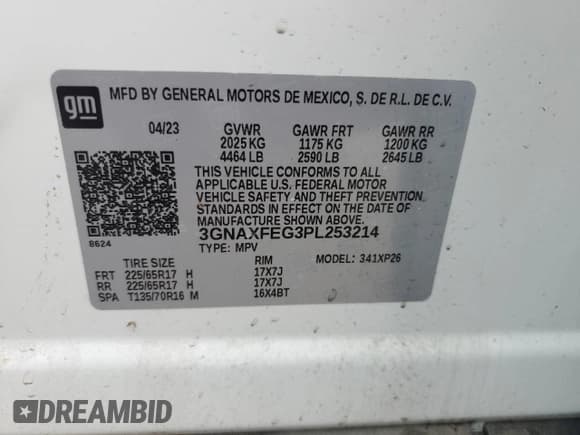 gm
MFD BY GENERAL MOTORS DE MEXICO, S. DE R.L. DE C.V.
04/23 GVWR GAWR FRT GAWR RR
2025 KG 1175 KG 1200 KG
4464 LB 2590 LB 2645 LB
THIS VEHICLE CONFORMS TO ALL
APPLICABLE U.S. FEDERAL MOTOR
VEHICLE SAFETY AND THEFT PREVENTION
STANDARDS IN EFFECT ON THE DATE OF
MANUFACTURE SHOWN ABOVE.
8624 3GNAXFEG3PL253214
TYPE: MPV MODEL: 341XP26
TIRE SIZE RIM
FRT 225/65R17 H 17X7J
RR 225/65R17 H 17X7J
SPA T135/70R16 M 16X4BT
DREAMBID